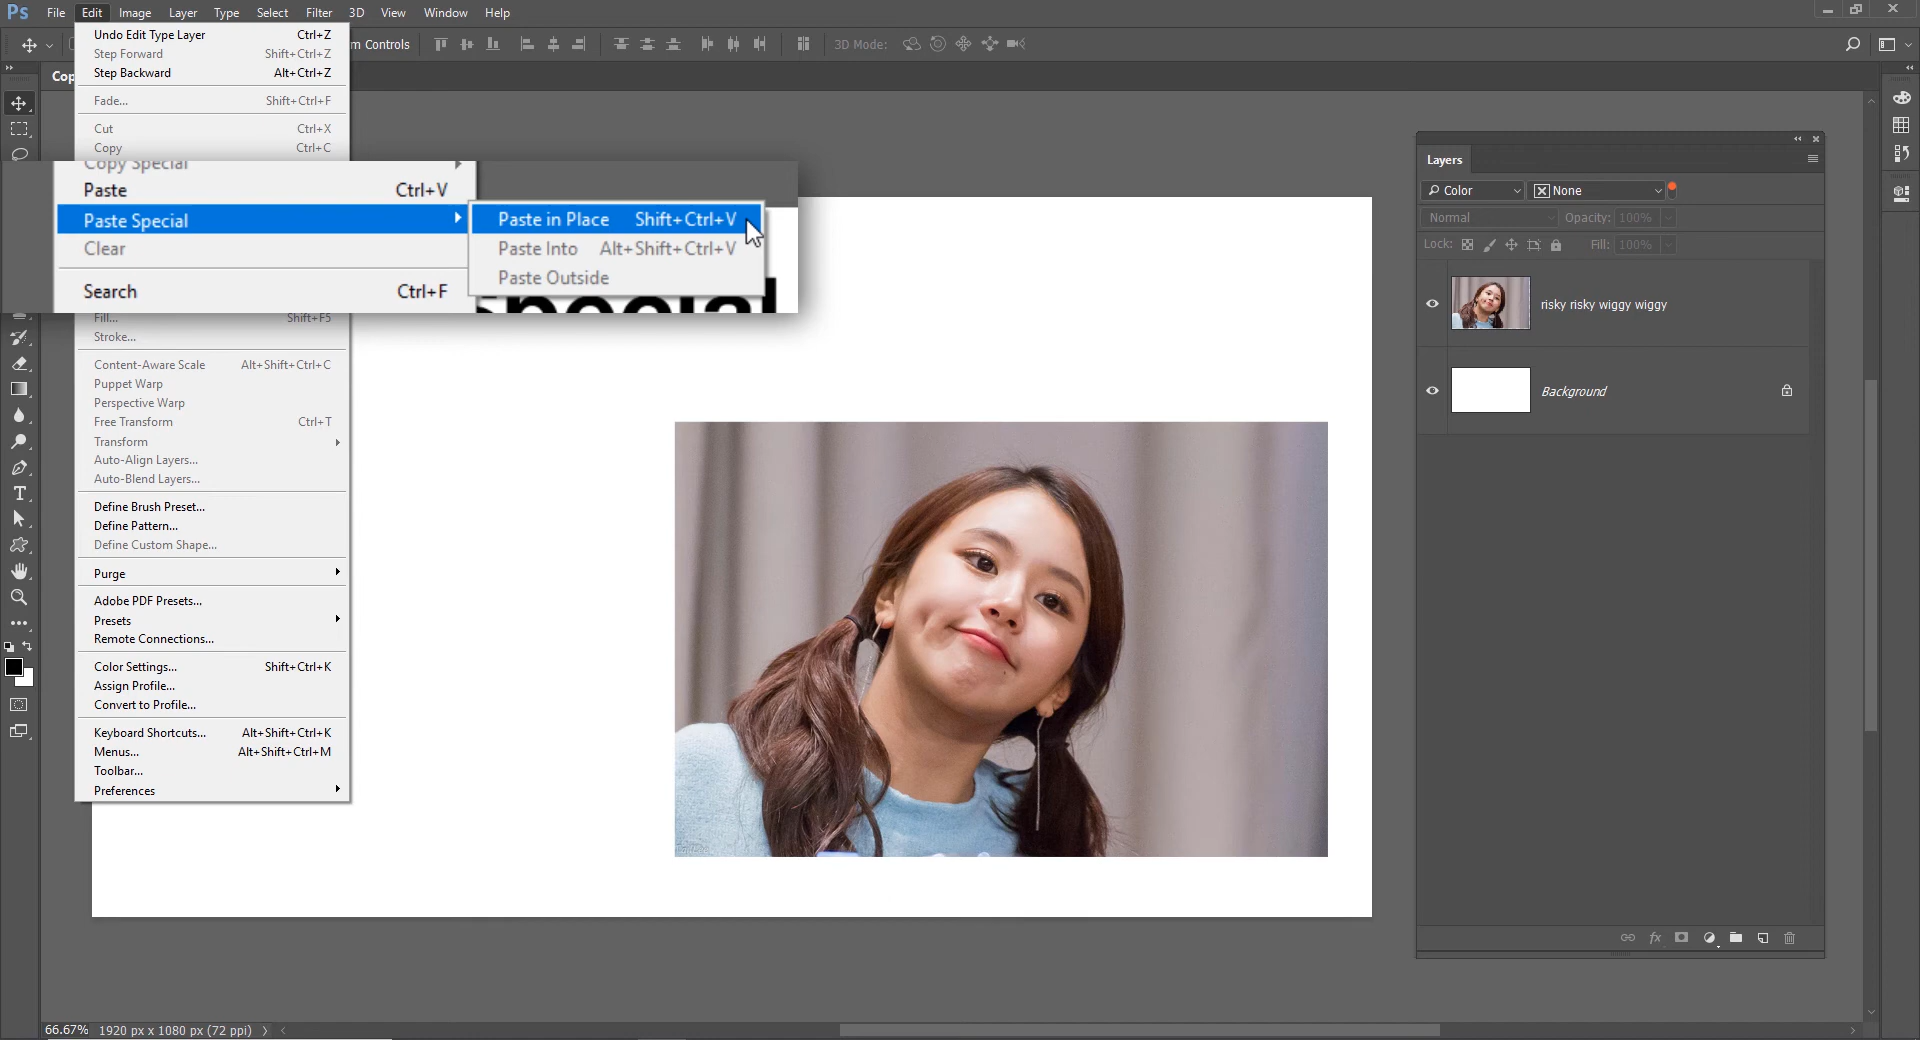 Ps File Edit Image Layer Type Select Filter 3D View Window Help
Undo Edit Type Layer Ctrl+Z
m Controls
3D Mode:
Step Forward Shift+Ctrl+Z
Step Backward Alt+Ctrl+Z
Cop
Fade... Shift+Ctrl+F
Cut Ctrl+X
Copy Ctrl+C
Copy Special
Paste Ctrl+V
Paste Special
Clear
Search Ctrl+F
Paste in Place Shift+Ctrl+V
Paste Into Alt+Shift+Ctrl+V
Paste Outside
Special
Fill... Shift+F5
Stroke...
Content-Aware Scale Alt+Shift+Ctrl+C
Puppet Warp
Perspective Warp
Free Transform Ctrl+T
Transform
Auto-Align Layers...
Auto-Blend Layers...
Define Brush Preset...
Define Pattern...
Define Custom Shape...
Purge
Adobe PDF Presets...
Presets
Remote Connections...
Color Settings... Shift+Ctrl+K
Assign Profile...
Convert to Profile...
Keyboard Shortcuts... Alt+Shift+Ctrl+K
Menus... Alt+Shift+Ctrl+M
Toolbar...
Preferences
Layers
Color None
Normal Opacity: 100%
Lock: Fill: 100%
risky risky wiggy wiggy
Background
fx
66.67% 1920 px x 1080 px (72 ppi)